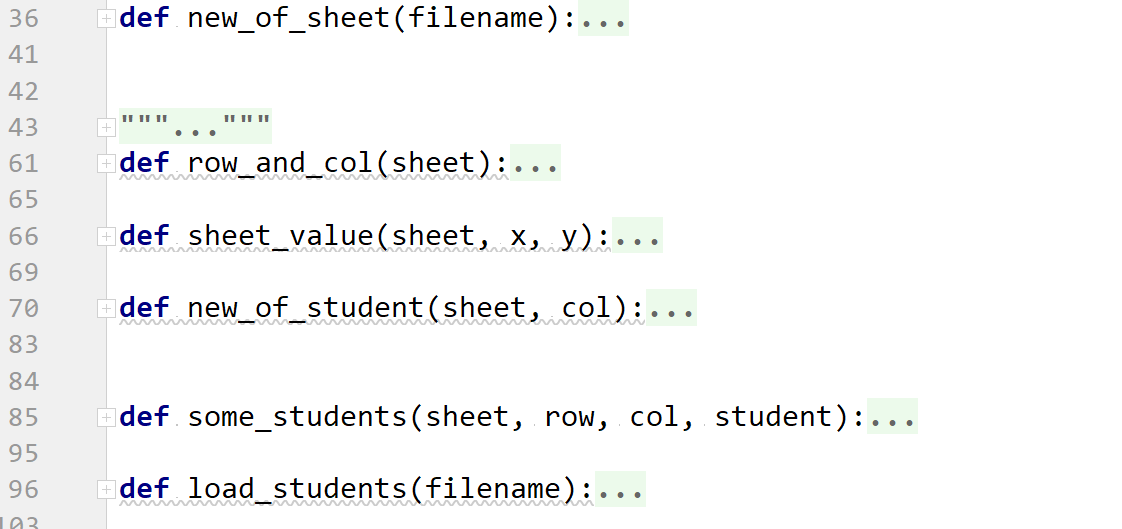 36 def new_of_sheet(filename):...
41
42
43 """..."""
61 def row_and_col(sheet):...
65
66 def sheet_value(sheet, x, y):...
69
70 def new_of_student(sheet, col):...
83
84
85 def some_students(sheet, row, col, student):...
95
96 def load_students(filename):...
103